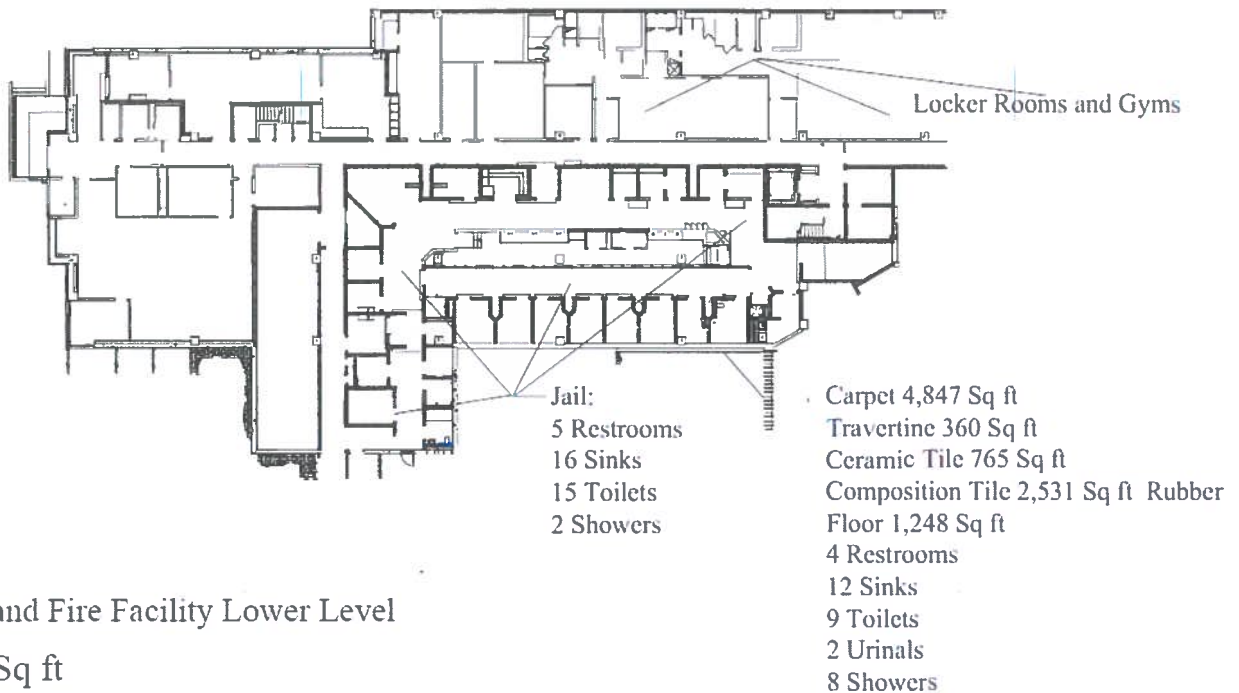 Locker Rooms and Gyms
Jail:
5 Restrooms
16 Sinks
15 Toilets
2 Showers
Carpet 4,847 Sq ft
Travertine 360 Sq ft
Ceramic Tile 765 Sq ft
Composition Tile 2,531 Sq ft Rubber
Floor 1,248 Sq ft
4 Restrooms
12 Sinks
9 Toilets
2 Urinals
8 Showers
and Fire Facility Lower Level
Sq ft